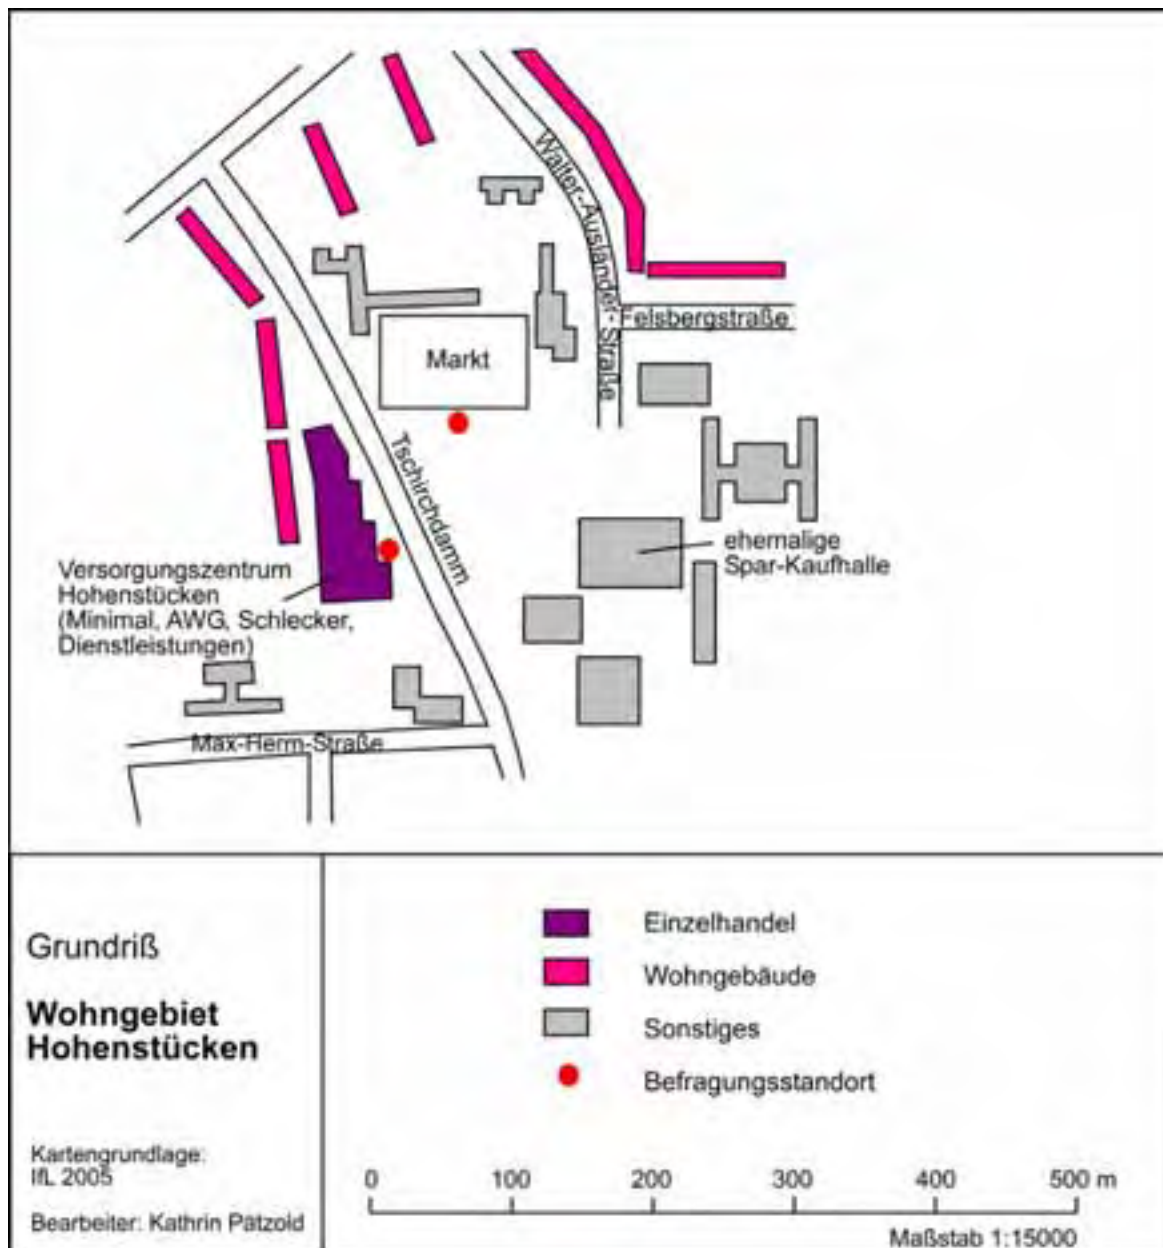 Walter-Ausländer-Straße
Felsbergstraße
Markt
Tschirchdamm
ehemalige
Spar-Kaufhalle
Versorgungszentrum
Hohenstücken
(Minimal, AWG, Schlecker,
Dienstleistungen)
Max-Herm-Straße
Grundriß
Wohngebiet
Hohenstücken
Kartengrundlage:
IfL 2005
Bearbeiter: Kathrin Pätzold
Einzelhandel
Wohngebäude
Sonstiges
Befragungsstandort
0 100 200 300 400 500 m
Maßstab 1:15000